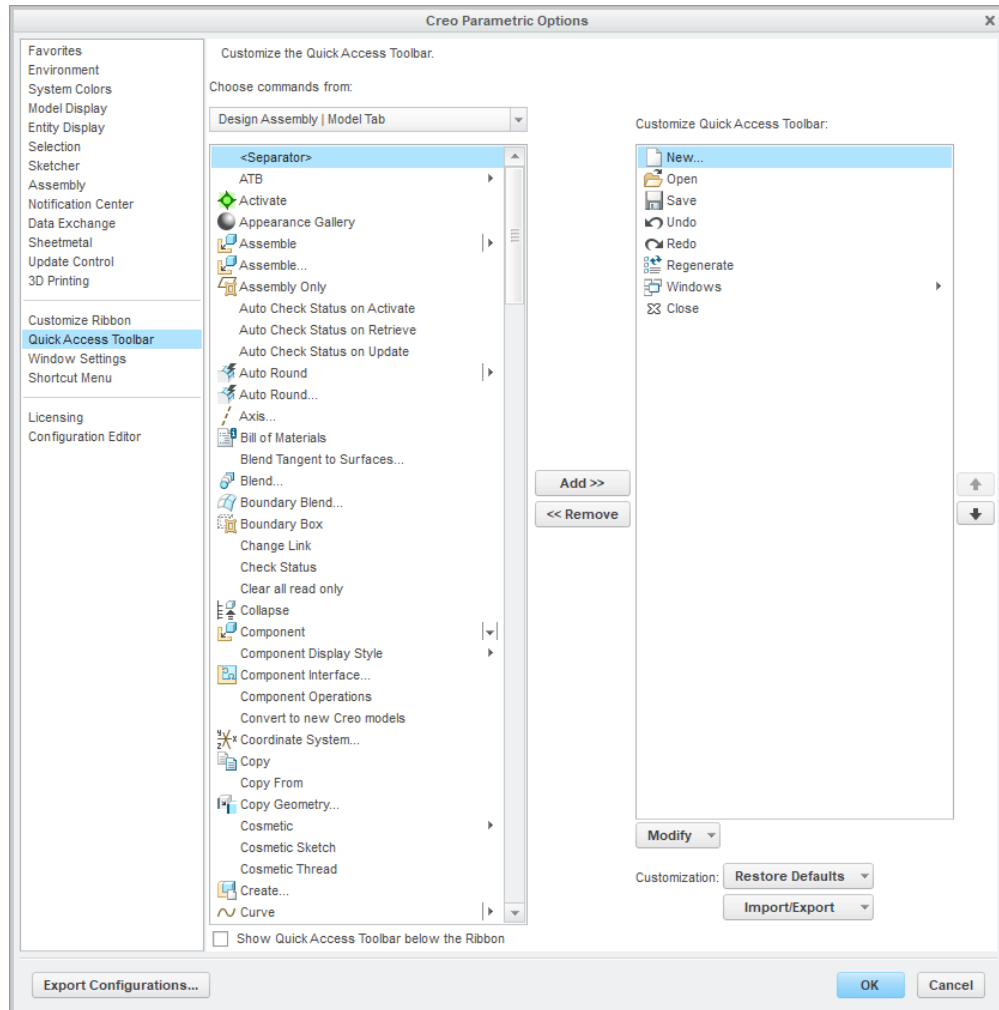 Creo Parametric Options
X
Favorites
Environment
System Colors
Model Display
Entity Display
Selection
Sketcher
Assembly
Notification Center
Data Exchange
Sheetmetal
Update Control
3D Printing
Customize Ribbon
Quick Access Toolbar
Window Settings
Shortcut Menu
Licensing
Configuration Editor
Customize the Quick Access Toolbar.
Choose commands from:
Design Assembly | Model Tab
<Separator>
ATB
Activate
Appearance Gallery
Assemble
Assemble...
Assembly Only
Auto Check Status on Activate
Auto Check Status on Retrieve
Auto Check Status on Update
Auto Round
Auto Round...
Axis...
Bill of Materials
Blend Tangent to Surfaces...
Blend...
Boundary Blend...
Boundary Box
Change Link
Check Status
Clear all read only
Collapse
Component
Component Display Style
Component Interface...
Component Operations
Convert to new Creo models
Coordinate System...
Copy
Copy From
Copy Geometry...
Cosmetic
Cosmetic Sketch
Cosmetic Thread
Create...
Curve
Show Quick Access Toolbar below the Ribbon
Add >>
<< Remove
Customize Quick Access Toolbar:
New...
Open
Save
Undo
Redo
Regenerate
Windows
Close
Modify
Customization: Restore Defaults
Import/Export
Export Configurations...
OK
Cancel